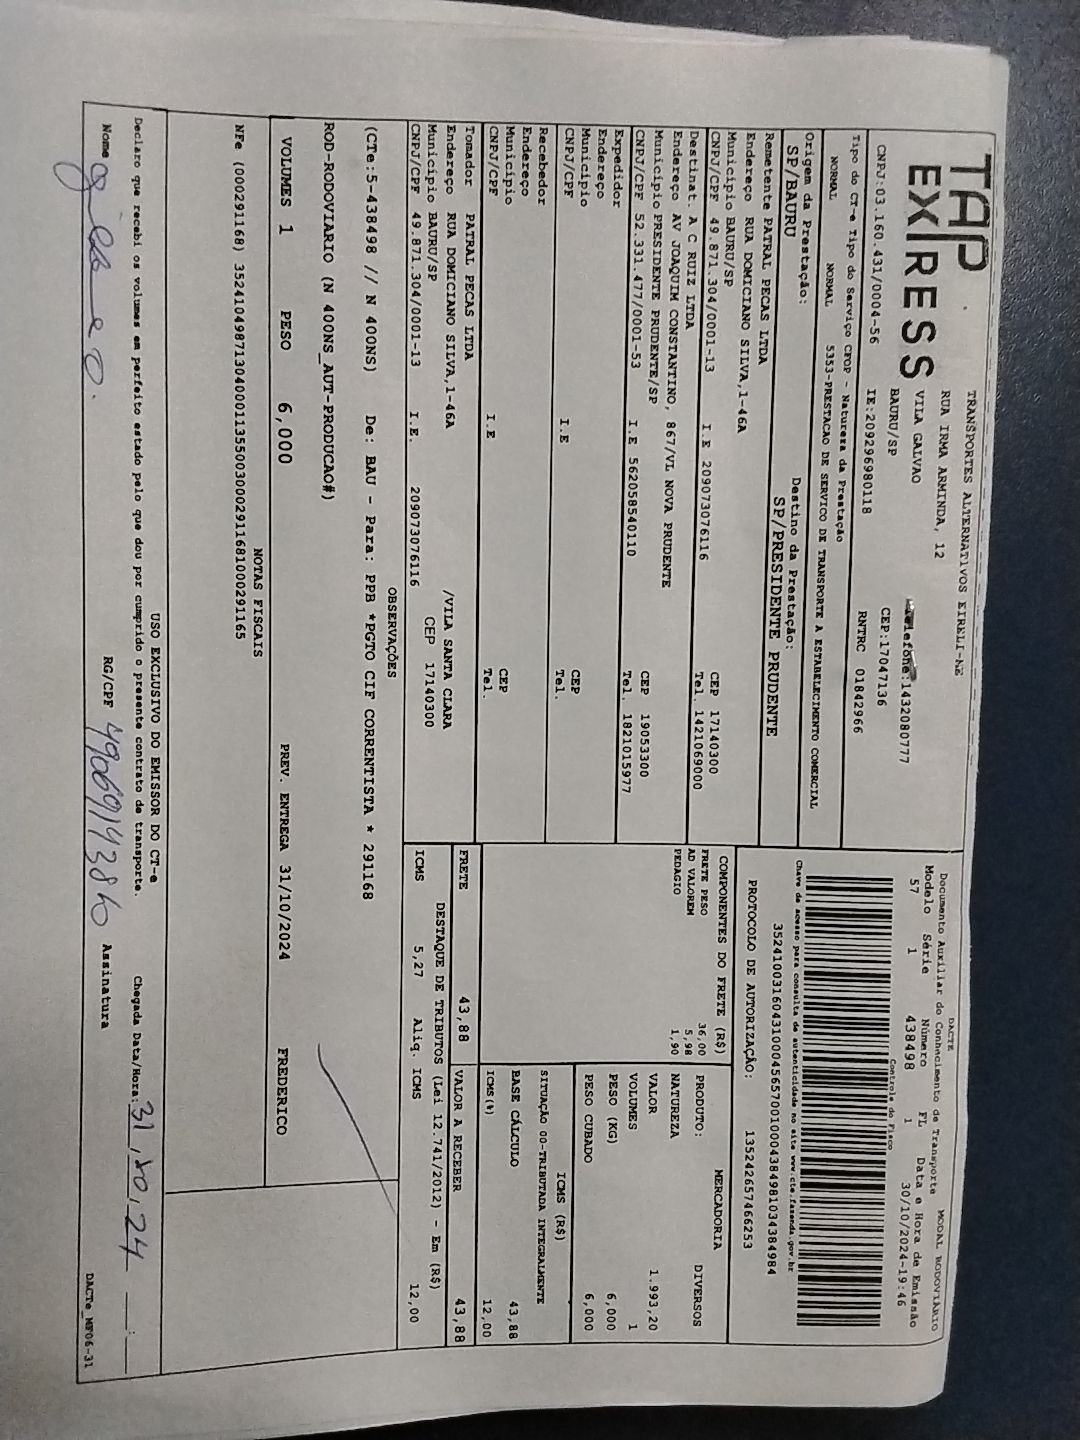 TAP EXPRESS
TRANSPORTES ALTERNATIVOS EIRELI-ME
RUA IRMA ARMINDA, 12
VILA GALVAO
BAURU/SP
Telefone:1432080777
CEP:17047136
CNPJ:03.160.431/0004-56 IE:209296980118 RNTRC 01842966
Tipo do CT-e Tipo do Serviço CFOP - Natureza da Prestação
NORMAL NORMAL 5353-PRESTACAO DE SERVICO DE TRANSPORTE A ESTABELECIMENTO COMERCIAL
Origem da Prestação: Destino da Prestação:
SP/BAURU SP/PRESIDENTE PRUDENTE
DACTE MODAL RODOVIÁRIO
Documento Auxiliar do Conhecimento de Transporte
Modelo Série Número FL Data e Hora de Emissão
57 1 438498 1 30/10/2024-19:46
Controle do Fisco
Chave de acesso para consulta de autenticidade no site www.cte.fazenda.gov.br
35241003160431000456570010004384981034384984
PROTOCOLO DE AUTORIZAÇÃO: 135242657466253
Remetente PATRAL PECAS LTDA
Endereço RUA DOMICIANO SILVA,1-46A
Município BAURU/SP CEP 17140300
CNPJ/CPF 49.871.304/0001-13 I.E 209073076116 Tel. 1421069000
Destinat. A C RUIZ LTDA
Endereço AV JOAQUIM CONSTANTINO, 867/VL NOVA PRUDENTE
Município PRESIDENTE PRUDENTE/SP CEP 19053300
CNPJ/CPF 52.331.477/0001-53 I.E 562058540110 Tel. 1821015977
Expedidor
Endereço
Município CEP
CNPJ/CPF I.E Tel.
Recebedor
Endereço
Município CEP
CNPJ/CPF I.E Tel.
Tomador PATRAL PECAS LTDA
Endereço RUA DOMICIANO SILVA,1-46A /VILA SANTA CLARA
Município BAURU/SP CEP 17140300
CNPJ/CPF 49.871.304/0001-13 I.E. 209073076116
COMPONENTES DO FRETE (R$)
FRETE PESO 36,00
AD VALOREM 5,98
PEDAGIO 1,90
MERCADORIA
PRODUTO: DIVERSOS
NATUREZA
VALOR 1.993,20
VOLUMES 1
PESO (KG) 6,000
PESO CUBADO 6,000
ICMS (R$)
SITUAÇÃO 00-TRIBUTADA INTEGRALMENTE
BASE CÁLCULO 43,88
ICMS(%) 12,00
FRETE 43,88 VALOR A RECEBER 43,88
DESTAQUE DE TRIBUTOS (Lei 12.741/2012) - Em (R$)
ICMS 5,27 Aliq. ICMS 12,00
OBSERVAÇÕES
(CTe:5-438498 // N 400NS) De: BAU - Para: PPB *PGTO CIF CORRENTISTA * 291168
ROD-RODOVIARIO (N 400NS_AUT-PRODUCAO#)
VOLUMES 1 PESO 6,000 PREV. ENTREGA 31/10/2024 FREDERICO
NOTAS FISCAIS
NFe (000291168) 35241049871304000113550030002911681000291165
USO EXCLUSIVO DO EMISSOR DO CT-e
Declaro que recebi os volumes em perfeito estado pelo que dou por cumprido o presente contrato de transporte. Chegada Data/Hora: 31,10,24 __:__
Nome RG/CPF Assinatura
DACTe_MF06-31